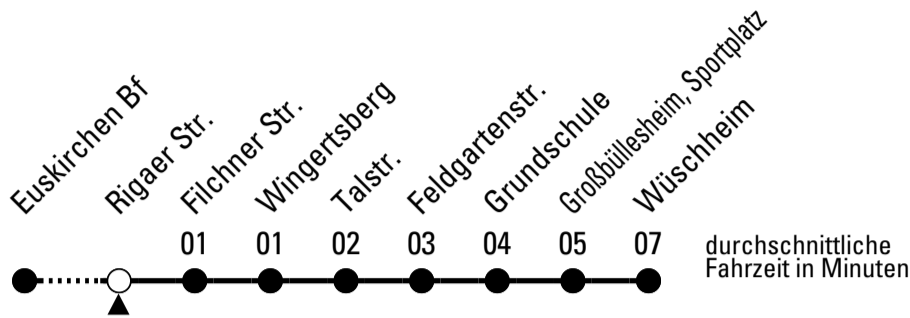 Euskirchen Bf
Rigaer Str.
Filchner Str.
Wingertsberg
Talstr.
Feldgartenstr.
Grundschule
Großbüllesheim, Sportplatz
Wüschheim
01 01 02 03 04 05 07
durchschnittliche
Fahrzeit in Minuten